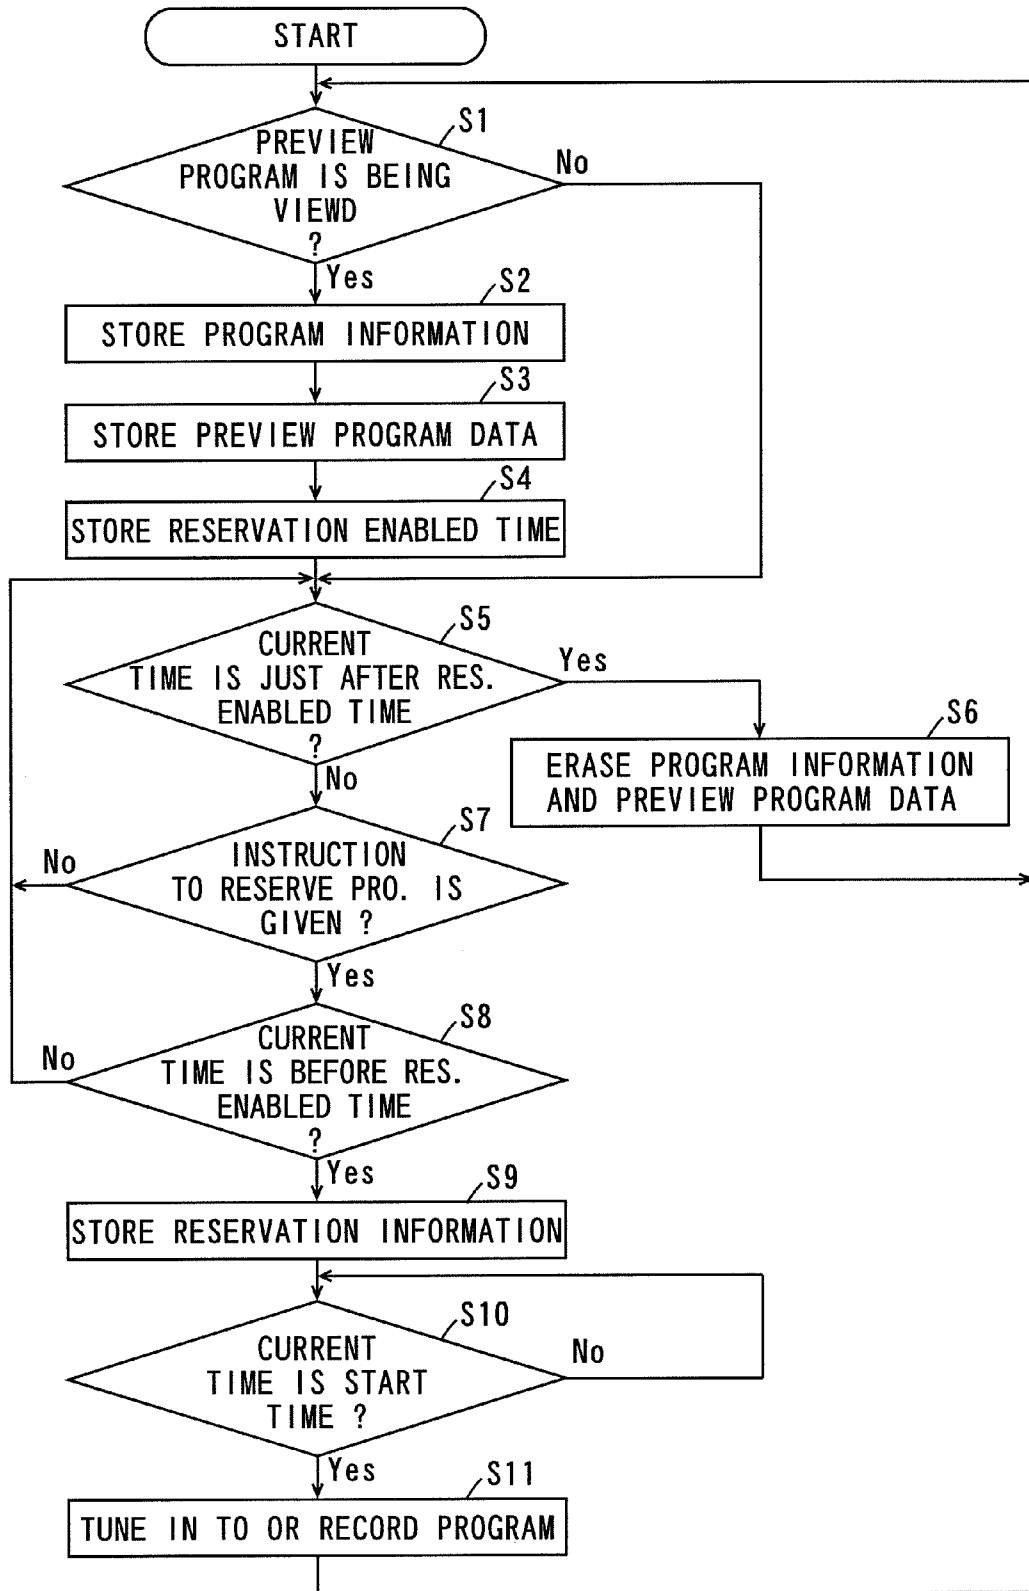 START
S1
PREVIEW
PROGRAM IS BEING
VIEWD
?
No
Yes
S2
STORE PROGRAM INFORMATION
S3
STORE PREVIEW PROGRAM DATA
S4
STORE RESERVATION ENABLED TIME
S5
CURRENT
TIME IS JUST AFTER RES.
ENABLED TIME
?
Yes
No
S6
ERASE PROGRAM INFORMATION
AND PREVIEW PROGRAM DATA
S7
INSTRUCTION
TO RESERVE PRO. IS
GIVEN ?
No
Yes
S8
CURRENT
TIME IS BEFORE RES.
ENABLED TIME
?
No
Yes
S9
STORE RESERVATION INFORMATION
S10
CURRENT
TIME IS START
TIME ?
No
Yes
S11
TUNE IN TO OR RECORD PROGRAM